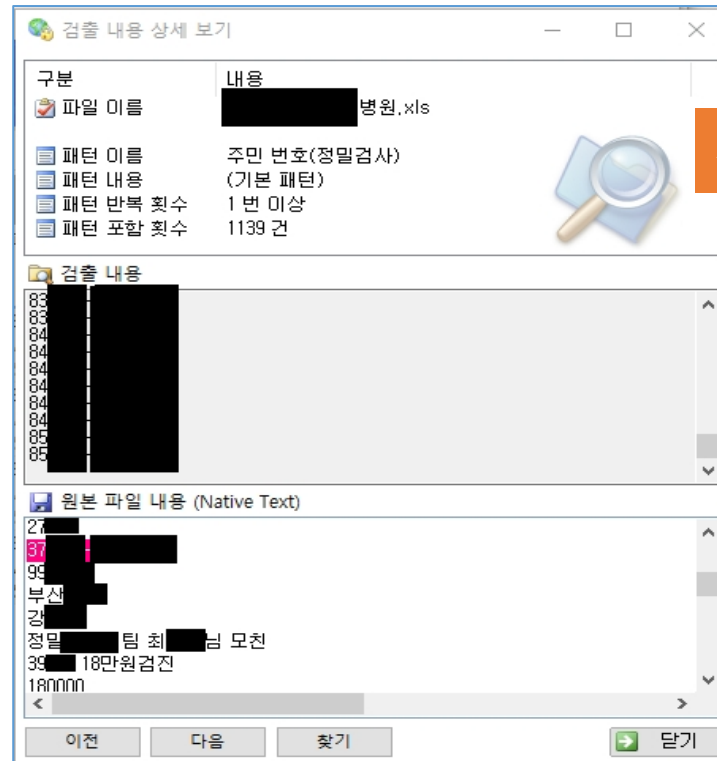 검출 내용 상세 보기
구분 내용
파일 이름 병원.xls
패턴 이름 주민 번호(정밀검사)
패턴 내용 (기본 패턴)
패턴 반복 횟수 1 번 이상
패턴 포함 횟수 1139 건
검출 내용
83 -
83 -
84 -
84 -
84 -
84 -
84 -
84 -
85 -
85 -
원본 파일 내용 (Native Text)
27
37 -
99
부산
강
정밀 팀 최 님 모친
39 18만원검진
180000
이전 다음 찾기 닫기